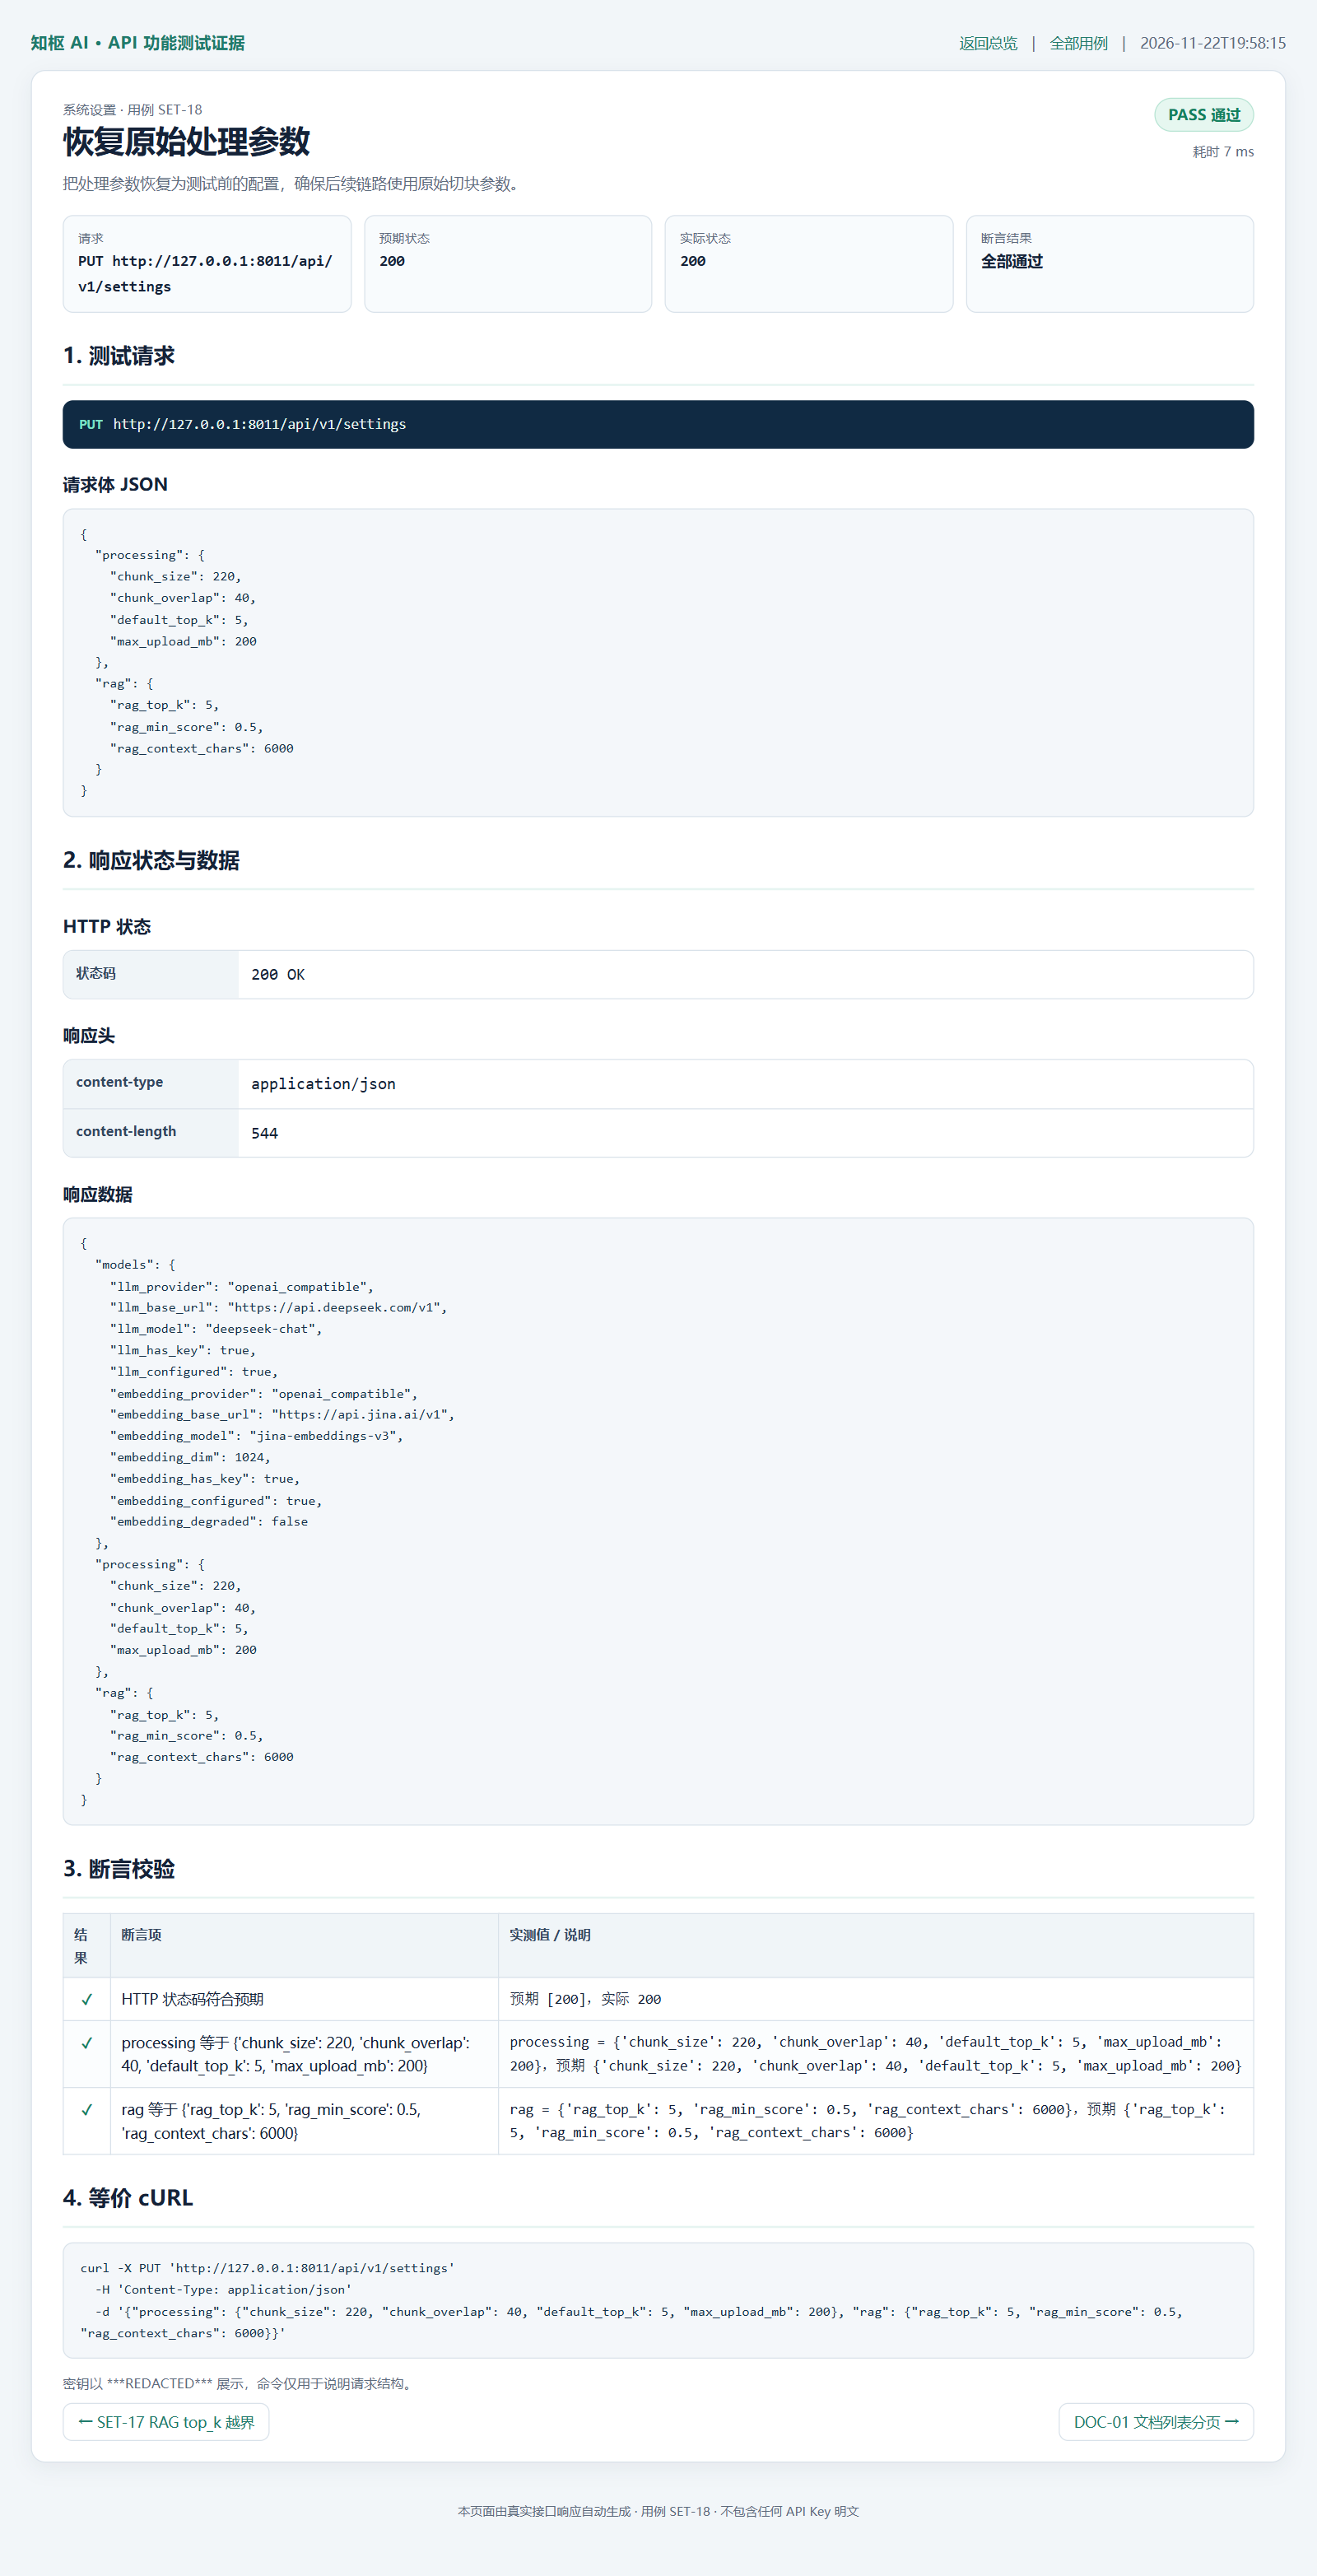 知枢 AI • API 功能测试证据
返回总览 | 全部用例 | 2026-11-22T19:58:15
系统设置 · 用例 SET-18
恢复原始处理参数
PASS 通过
耗时 7 ms
把处理参数恢复为测试前的配置，确保后续链路使用原始切块参数。
请求
PUT http://127.0.0.1:8011/api/
v1/settings
预期状态
200
实际状态
200
断言结果
全部通过
1. 测试请求
PUT http://127.0.0.1:8011/api/v1/settings
请求体 JSON
{
  "processing": {
    "chunk_size": 220,
    "chunk_overlap": 40,
    "default_top_k": 5,
    "max_upload_mb": 200
  },
  "rag": {
    "rag_top_k": 5,
    "rag_min_score": 0.5,
    "rag_context_chars": 6000
  }
}
2. 响应状态与数据
HTTP 状态
状态码 200 OK
响应头
content-type application/json
content-length 544
响应数据
{
  "models": {
    "llm_provider": "openai_compatible",
    "llm_base_url": "https://api.deepseek.com/v1",
    "llm_model": "deepseek-chat",
    "llm_has_key": true,
    "llm_configured": true,
    "embedding_provider": "openai_compatible",
    "embedding_base_url": "https://api.jina.ai/v1",
    "embedding_model": "jina-embeddings-v3",
    "embedding_dim": 1024,
    "embedding_has_key": true,
    "embedding_configured": true,
    "embedding_degraded": false
  },
  "processing": {
    "chunk_size": 220,
    "chunk_overlap": 40,
    "default_top_k": 5,
    "max_upload_mb": 200
  },
  "rag": {
    "rag_top_k": 5,
    "rag_min_score": 0.5,
    "rag_context_chars": 6000
  }
}
3. 断言校验
结果 断言项 实测值 / 说明
✓ HTTP 状态码符合预期 预期 [200]，实际 200
✓ processing 等于 {'chunk_size': 220, 'chunk_overlap':
40, 'default_top_k': 5, 'max_upload_mb': 200}
processing = {'chunk_size': 220, 'chunk_overlap': 40, 'default_top_k': 5, 'max_upload_mb':
200}，预期 {'chunk_size': 220, 'chunk_overlap': 40, 'default_top_k': 5, 'max_upload_mb': 200}
✓ rag 等于 {'rag_top_k': 5, 'rag_min_score': 0.5,
'rag_context_chars': 6000}
rag = {'rag_top_k': 5, 'rag_min_score': 0.5, 'rag_context_chars': 6000}，预期 {'rag_top_k':
5, 'rag_min_score': 0.5, 'rag_context_chars': 6000}
4. 等价 cURL
curl -X PUT 'http://127.0.0.1:8011/api/v1/settings'
  -H 'Content-Type: application/json'
  -d '{"processing": {"chunk_size": 220, "chunk_overlap": 40, "default_top_k": 5, "max_upload_mb": 200}, "rag": {"rag_top_k": 5, "rag_min_score": 0.5,
"rag_context_chars": 6000}}'
密钥以 ***REDACTED*** 展示，命令仅用于说明请求结构。
← SET-17 RAG top_k 越界
DOC-01 文档列表分页 →
本页面由真实接口响应自动生成 · 用例 SET-18 · 不包含任何 API Key 明文